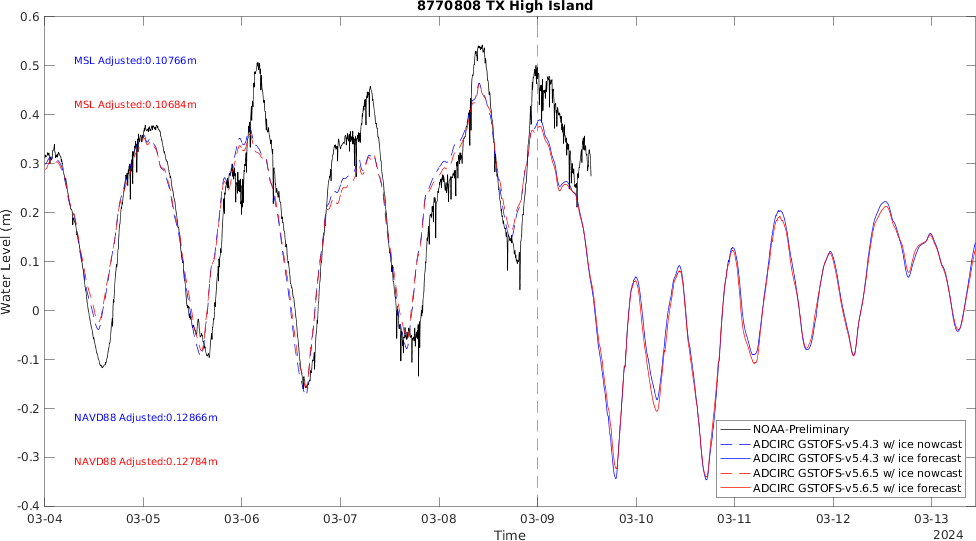 8770808 TX High Island
0.6
0.5
0.4
0.3
0.2
0.1
0
-0.1
-0.2
-0.3
-0.4
Water Level (m)
MSL Adjusted:0.10766m
MSL Adjusted:0.10684m
NAVD88 Adjusted:0.12866m
NAVD88 Adjusted:0.12784m
NOAA-Preliminary
ADCIRC GSTOFS-v5.4.3 w/ ice nowcast
ADCIRC GSTOFS-v5.4.3 w/ ice forecast
ADCIRC GSTOFS-v5.6.5 w/ ice nowcast
ADCIRC GSTOFS-v5.6.5 w/ ice forecast
03-04 03-05 03-06 03-07 03-08 03-09 03-10 03-11 03-12 03-13
Time
2024